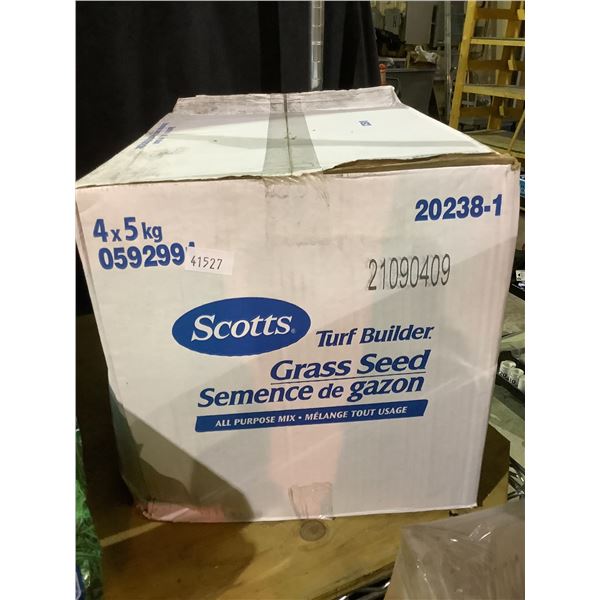 4 x 5 kg
20238-1
059299
41527
21090409
Scotts
Turf Builder
Grass Seed
Semence de gazon
ALL PURPOSE MIX • MÉLANGE TOUT USAGE